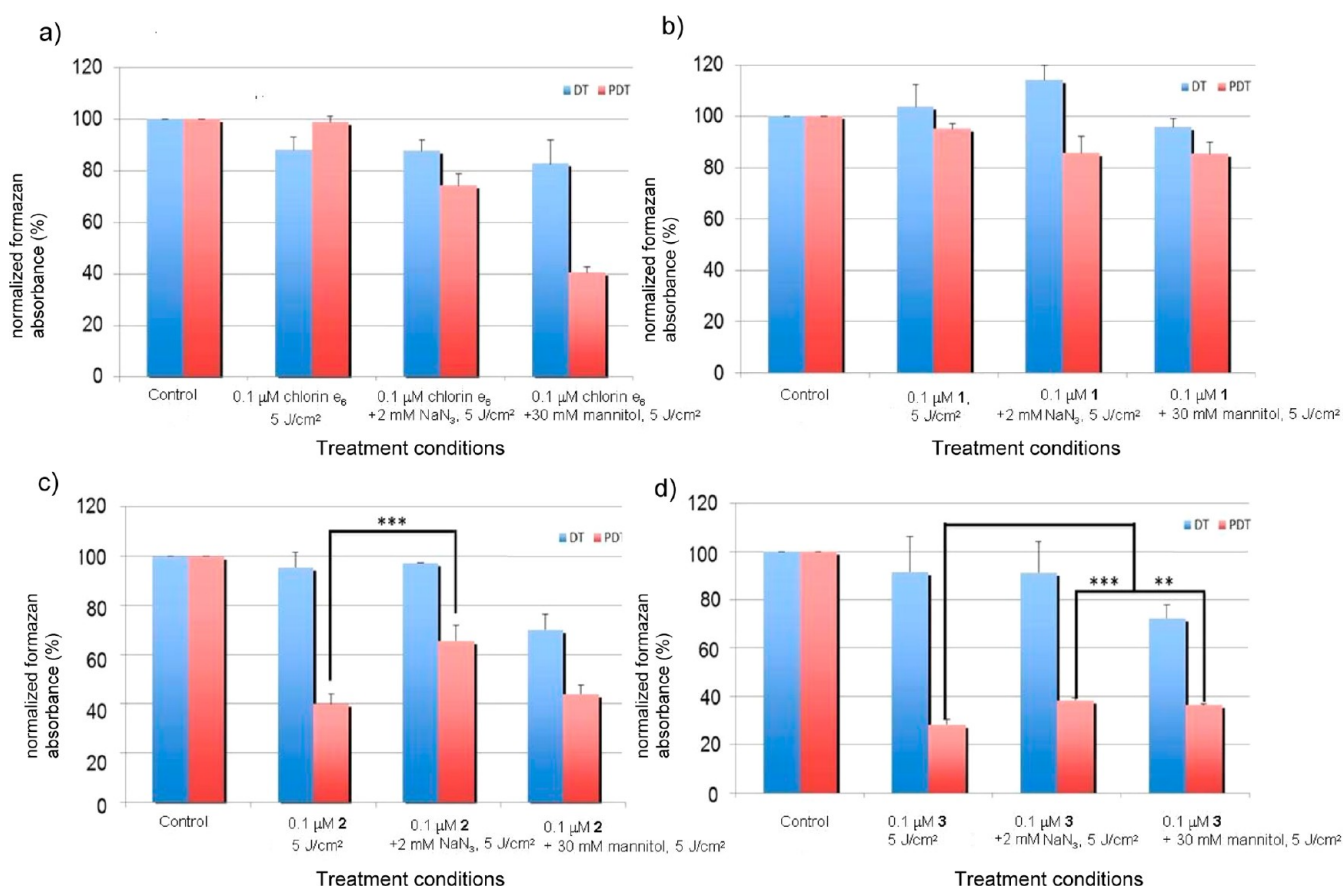 a)
120
100
80
60
40
20
0
normalized formazan
absorbance (%)
DT PDT
Control
0.1 µM chlorin e₆
5 J/cm²
0.1 µM chlorin e₆
+2 mM NaN₃, 5 J/cm²
0.1 µM chlorin e₆
+30 mM mannitol, 5 J/cm²
Treatment conditions
b)
120
100
80
60
40
20
0
normalized formazan
absorbance (%)
DT PDT
Control
0.1 µM 1,
5 J/cm²
0.1 µM 1
+2 mM NaN₃, 5 J/cm²
0.1 µM 1
+ 30 mM mannitol, 5 J/cm²
Treatment conditions
c)
120
100
80
60
40
20
0
normalized formazan
absorbance (%)
DT PDT
***
Control
0.1 µM 2
5 J/cm²
0.1 µM 2
+2 mM NaN₃, 5 J/cm²
0.1 µM 2
+ 30 mM mannitol, 5 J/cm²
Treatment conditions
d)
120
100
80
60
40
20
0
normalized formazan
absorbance (%)
DT PDT
*** **
Control
0.1 µM 3
5 J/cm²
0.1 µM 3
+2 mM NaN₃, 5 J/cm²
0.1 µM 3
+ 30 mM mannitol, 5 J/cm²
Treatment conditions